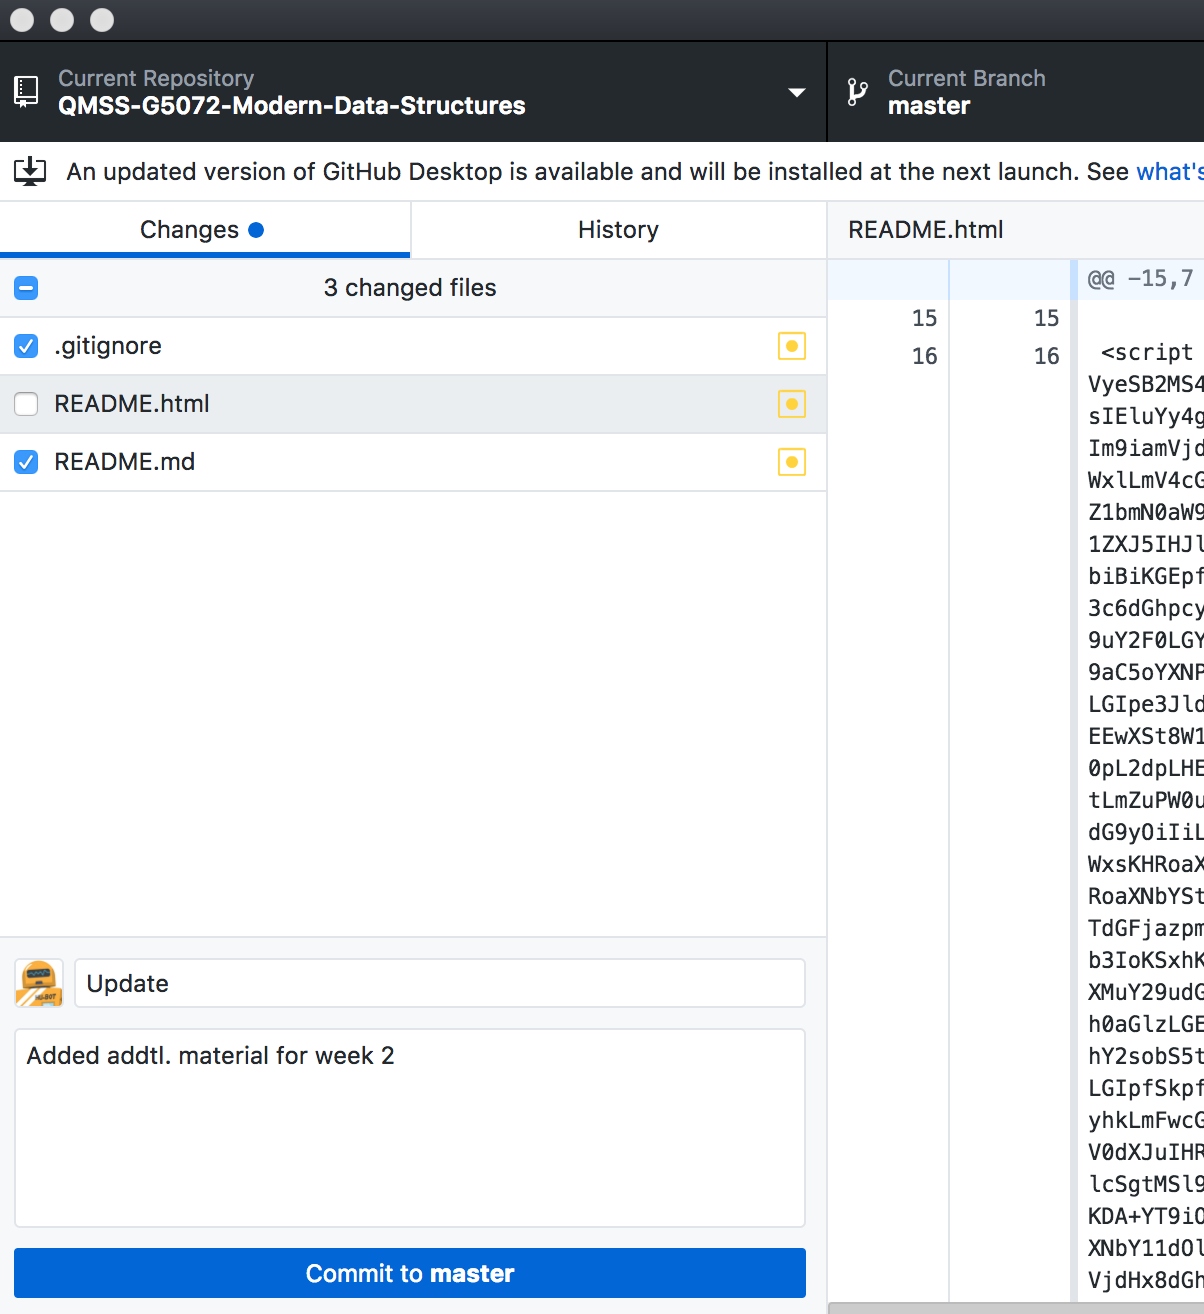 Current Repository
QMSS-G5072-Modern-Data-Structures
Current Branch
master
An updated version of GitHub Desktop is available and will be installed at the next launch. See what's
Changes
History
README.html
3 changed files
.gitignore
README.html
README.md
Update
Added addtl. material for week 2
Commit to master
@@ -15,7
15 15
16 16 <script
VyeSB2MS4
sIEluYy4g
Im9iamVjd
WxlLmV4cG
Z1bmN0aW9
1ZXJ5IHJl
biBiKGEpf
3c6dGhpcy
9uY2F0LGY
9aC5oYXNP
LGIpe3Jld
EEwXSt8W1
0pL2dpLHE
tLmZuPW0u
dG9yOiIiL
WxsKHRoaX
RoaXNbYSt
TdGFjazpm
b3IoKSxhK
XMuY29udG
h0aGlzLGE
hY2sobS5t
LGIpfSkpf
yhkLmFwcG
V0dXJuIHR
lcSgtMSl9
KDA+YT9iO
XNbY11dOl
VjdHx8dGh